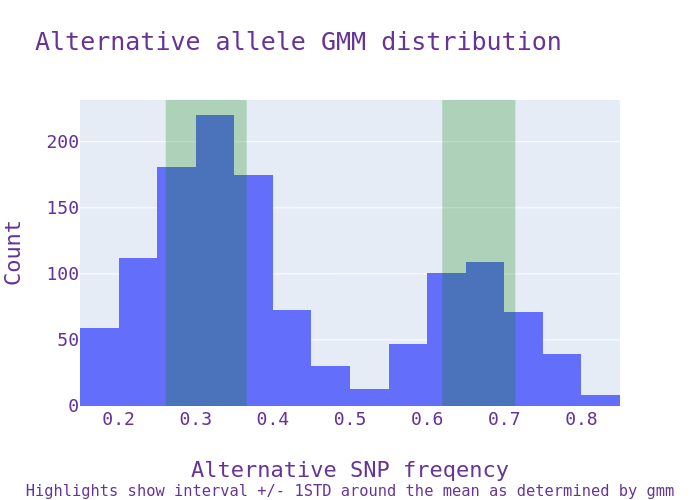 Alternative allele GMM distribution
Count
200
150
100
50
0
0.2 0.3 0.4 0.5 0.6 0.7 0.8
Alternative SNP freqency
Highlights show interval +/- 1STD around the mean as determined by gmm